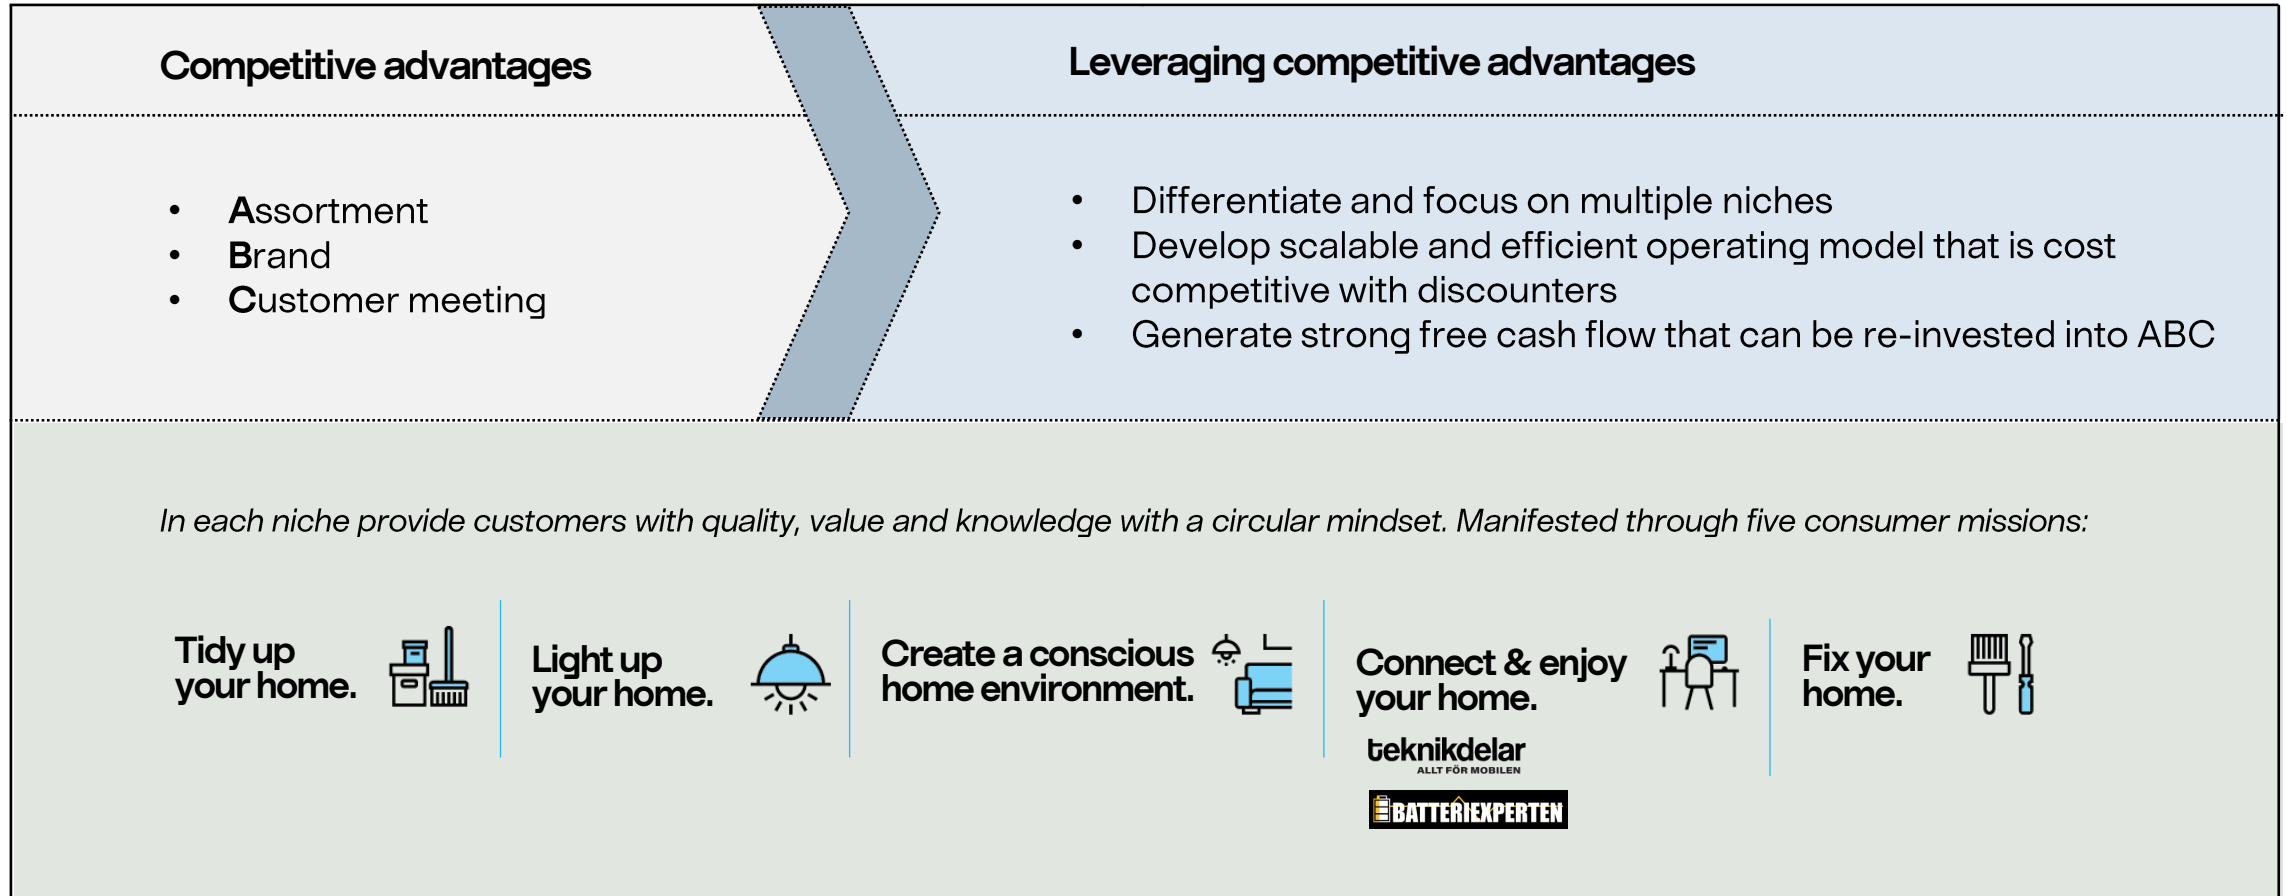 Competitive advantages
Leveraging competitive advantages
• Assortment
• Brand
• Customer meeting
• Differentiate and focus on multiple niches
• Develop scalable and efficient operating model that is cost
competitive with discounters
• Generate strong free cash flow that can be re-invested into ABC
In each niche provide customers with quality, value and knowledge with a circular mindset. Manifested through five consumer missions:
Tidy up
your home.
Light up
your home.
Create a conscious
home environment.
Connect & enjoy
your home.
teknikdelar
ALLT FÖR MOBILEN
BATTERIEXPERTEN
Fix your
home.